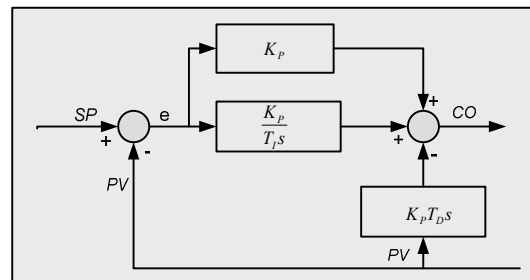 K_P
+
SP
e
K_P
T_I s
CO
+
+
-
-
PV
K_P T_D s
PV